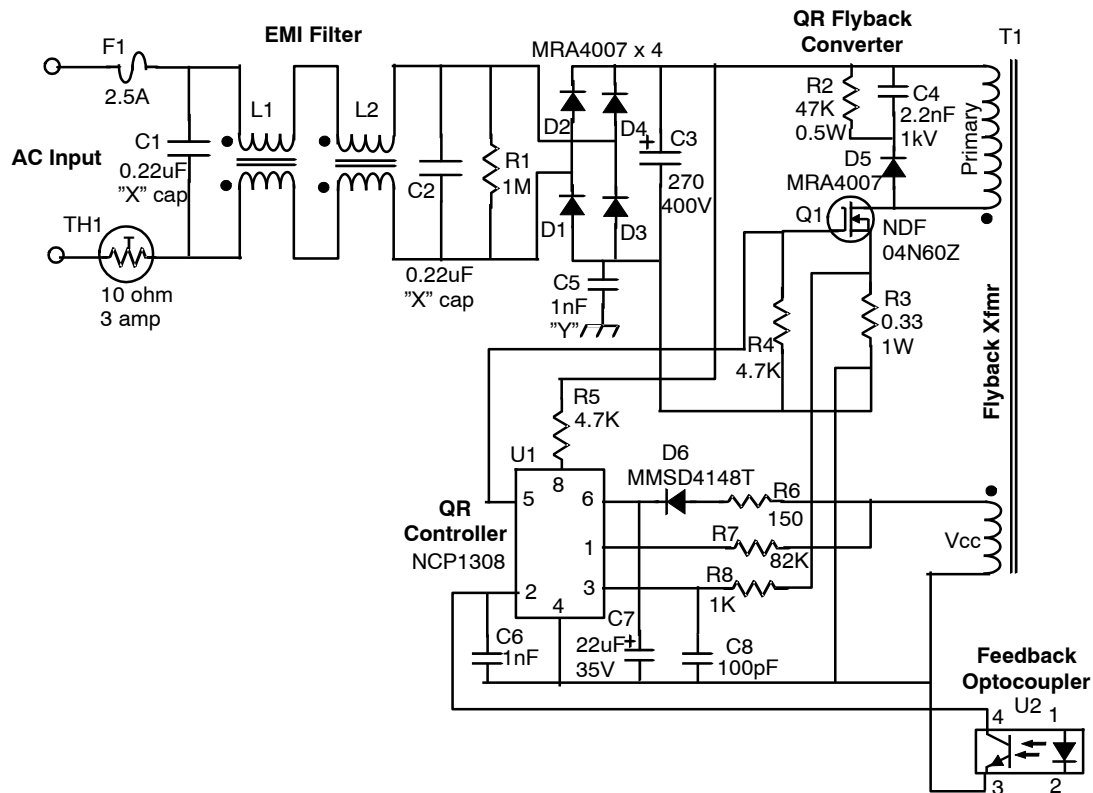 QR Flyback
Converter
T1
EMI Filter
F1
2.5A
MRA4007 x 4
R2
47K
0.5W
C4
2.2nF
1kV
Primary
L1
L2
D2
D4
C3
+
270
400V
AC Input
C1
0.22uF
”X” cap
C2
R1
1M
D5
MRA4007
Q1
NDF
04N60Z
TH1
T
10 ohm
3 amp
D1
D3
0.22uF
”X” cap
C5
1nF
”Y”
R4
4.7K
R3
0.33
1W
Flyback Xfmr
R5
4.7K
U1
D6
MMSD4148T
8
5
6
R6
150
QR
Controller
NCP1308
1
R7
82K
Vcc
2
3
R8
1K
4
C7
22uF
+
35V
C6
1nF
C8
100pF
Feedback
Optocoupler
U2
4
1
3
2